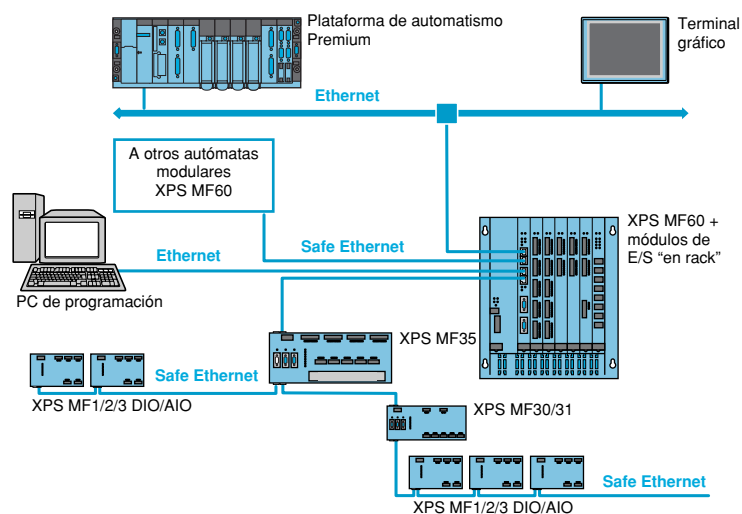 Plataforma de automatismo
Premium
Terminal
gráfico
Ethernet
A otros autómatas
modulares
XPS MF60
XPS MF60 +
módulos de
E/S “en rack”
Safe Ethernet
Ethernet
PC de programación
XPS MF35
Safe Ethernet
XPS MF1/2/3 DIO/AIO
XPS MF30/31
Safe Ethernet
XPS MF1/2/3 DIO/AIO